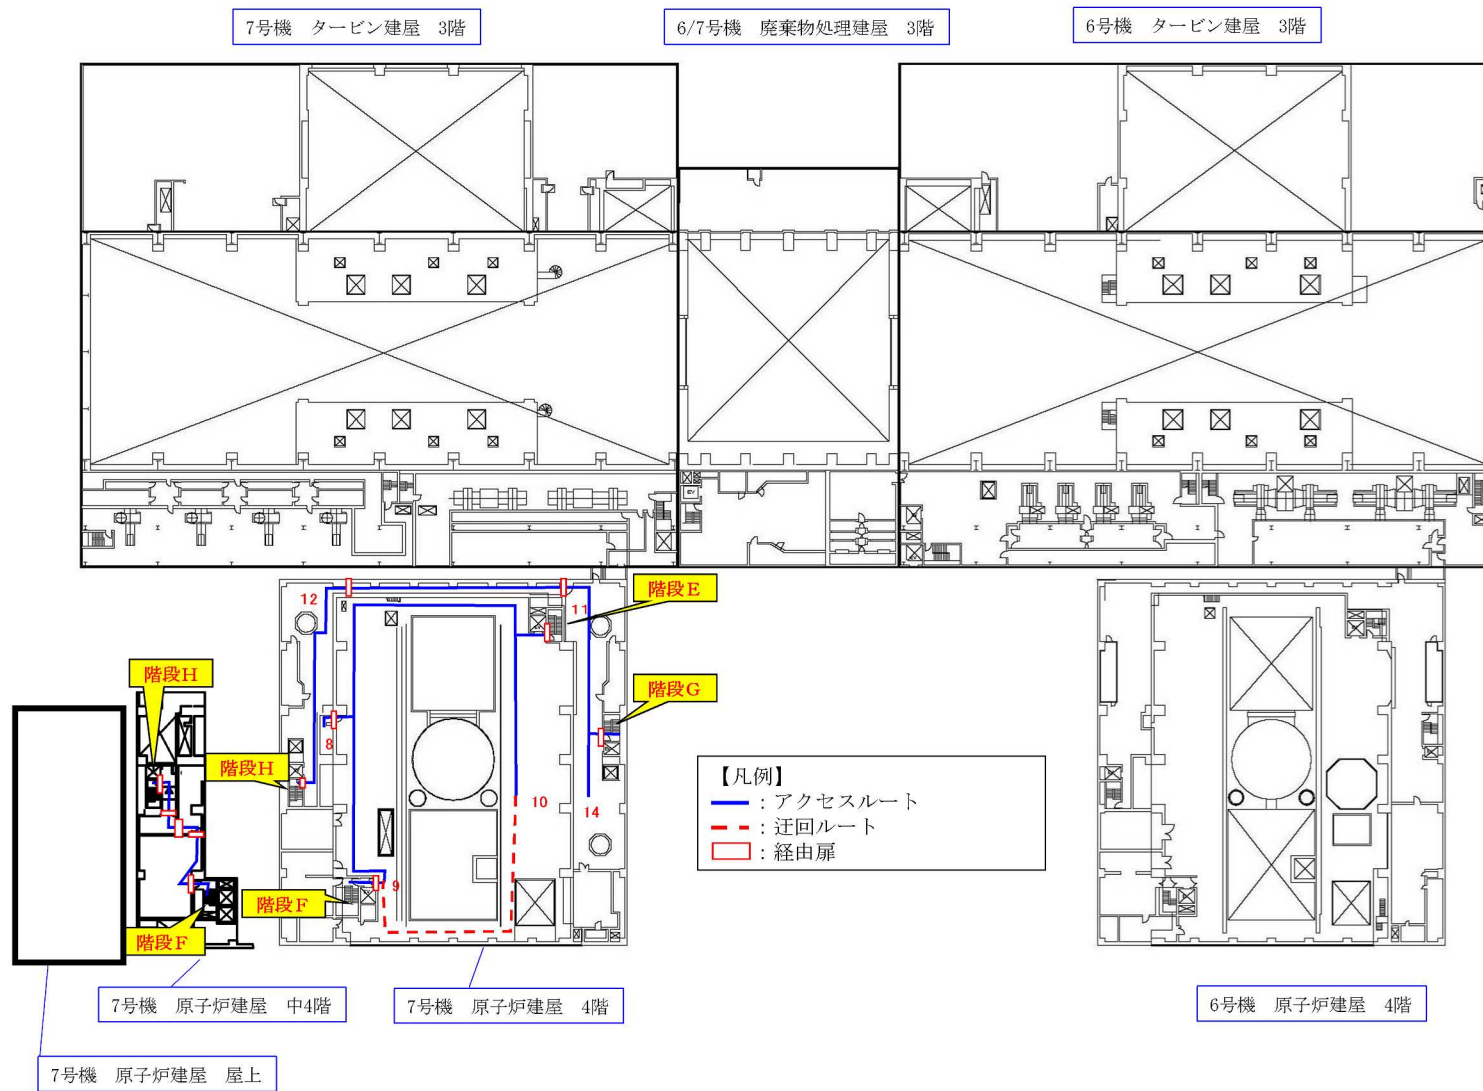 7号機　タービン建屋　3階
6/7号機　廃棄物処理建屋　3階
6号機　タービン建屋　3階
12
11
階段E
階段H
階段G
8
階段H
10
14
【凡例】
：アクセスルート
：迂回ルート
：経由扉
9
階段F
階段F
7号機　原子炉建屋　中4階
7号機　原子炉建屋　4階
6号機　原子炉建屋　4階
7号機　原子炉建屋　屋上